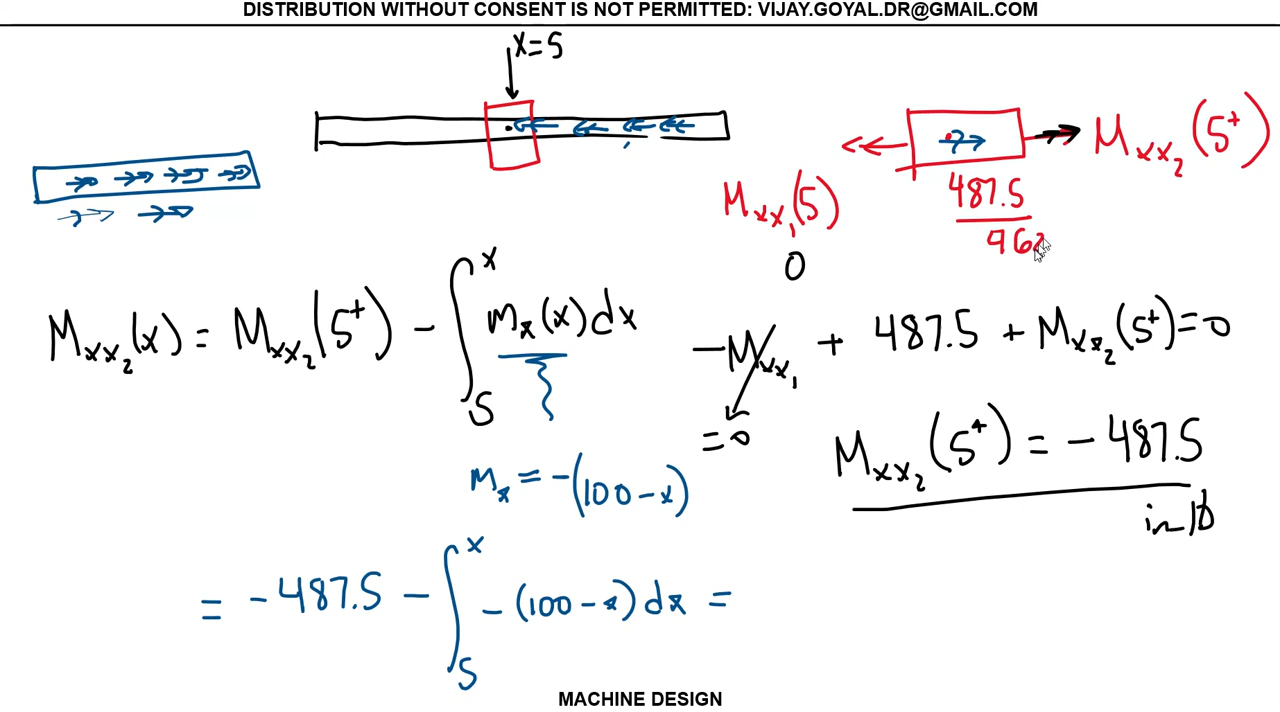 DISTRIBUTION WITHOUT CONSENT IS NOT PERMITTED: VIJAY.GOYAL.DR@GMAIL.COM
x=5
Mxx₂(5⁺)
Mxx₁(5)
487.5
0
Mxx₂(x) = Mxx₂(5⁺) - ∫₅ˣ mₓ(x)dx
-Mxx₁ + 487.5 + Mxx₂(5⁺)=0
=0
Mxx₂(5⁺) = -487.5
in lb
mₓ = -(100-x)
= -487.5 - ∫₅ˣ -(100-x)dx =
MACHINE DESIGN